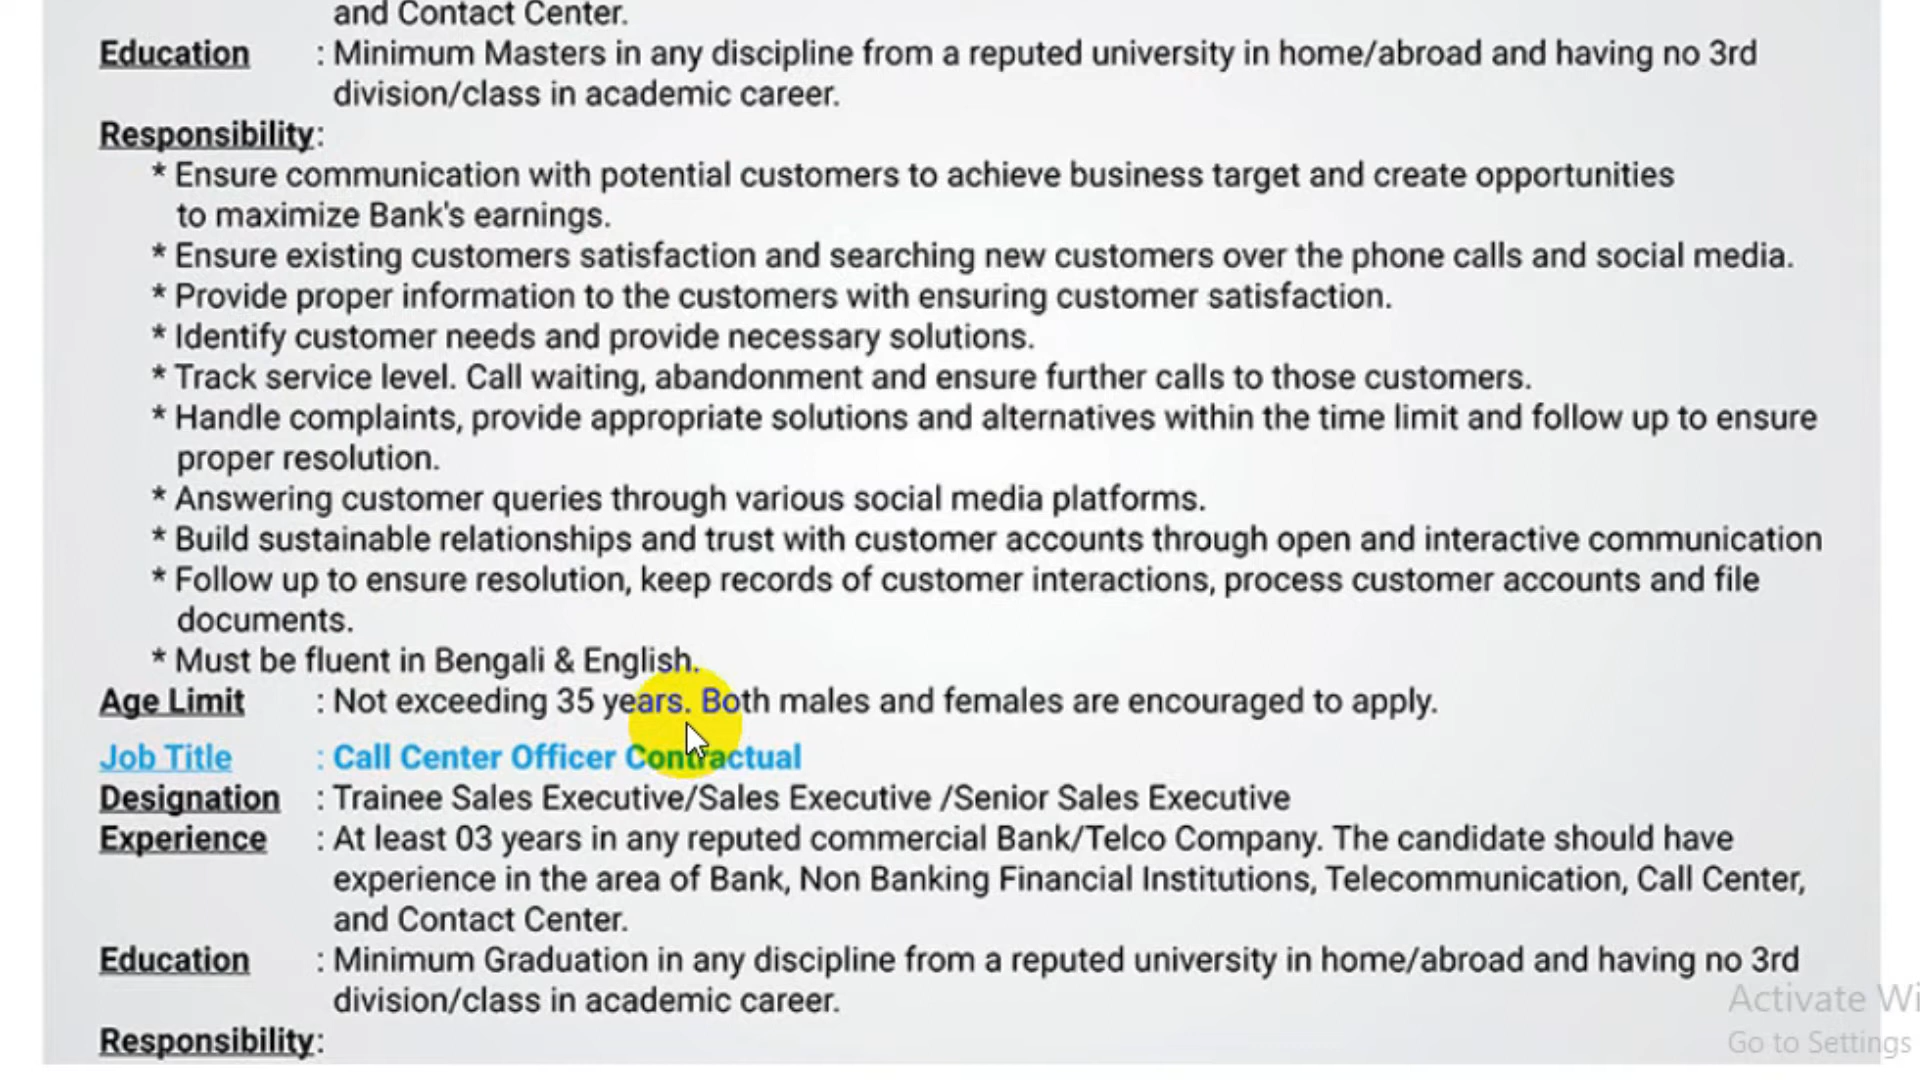 and Contact Center.
Education : Minimum Masters in any discipline from a reputed university in home/abroad and having no 3rd
division/class in academic career.
Responsibility:
* Ensure communication with potential customers to achieve business target and create opportunities
to maximize Bank's earnings.
* Ensure existing customers satisfaction and searching new customers over the phone calls and social media.
* Provide proper information to the customers with ensuring customer satisfaction.
* Identify customer needs and provide necessary solutions.
* Track service level. Call waiting, abandonment and ensure further calls to those customers.
* Handle complaints, provide appropriate solutions and alternatives within the time limit and follow up to ensure
proper resolution.
* Answering customer queries through various social media platforms.
* Build sustainable relationships and trust with customer accounts through open and interactive communication
* Follow up to ensure resolution, keep records of customer interactions, process customer accounts and file
documents.
* Must be fluent in Bengali & English.
Age Limit : Not exceeding 35 years. Both males and females are encouraged to apply.
Job Title : Call Center Officer Contractual
Designation : Trainee Sales Executive/Sales Executive /Senior Sales Executive
Experience : At least 03 years in any reputed commercial Bank/Telco Company. The candidate should have
experience in the area of Bank, Non Banking Financial Institutions, Telecommunication, Call Center,
and Contact Center.
Education : Minimum Graduation in any discipline from a reputed university in home/abroad and having no 3rd
division/class in academic career.
Responsibility:
Activate Wi
Go to Settings